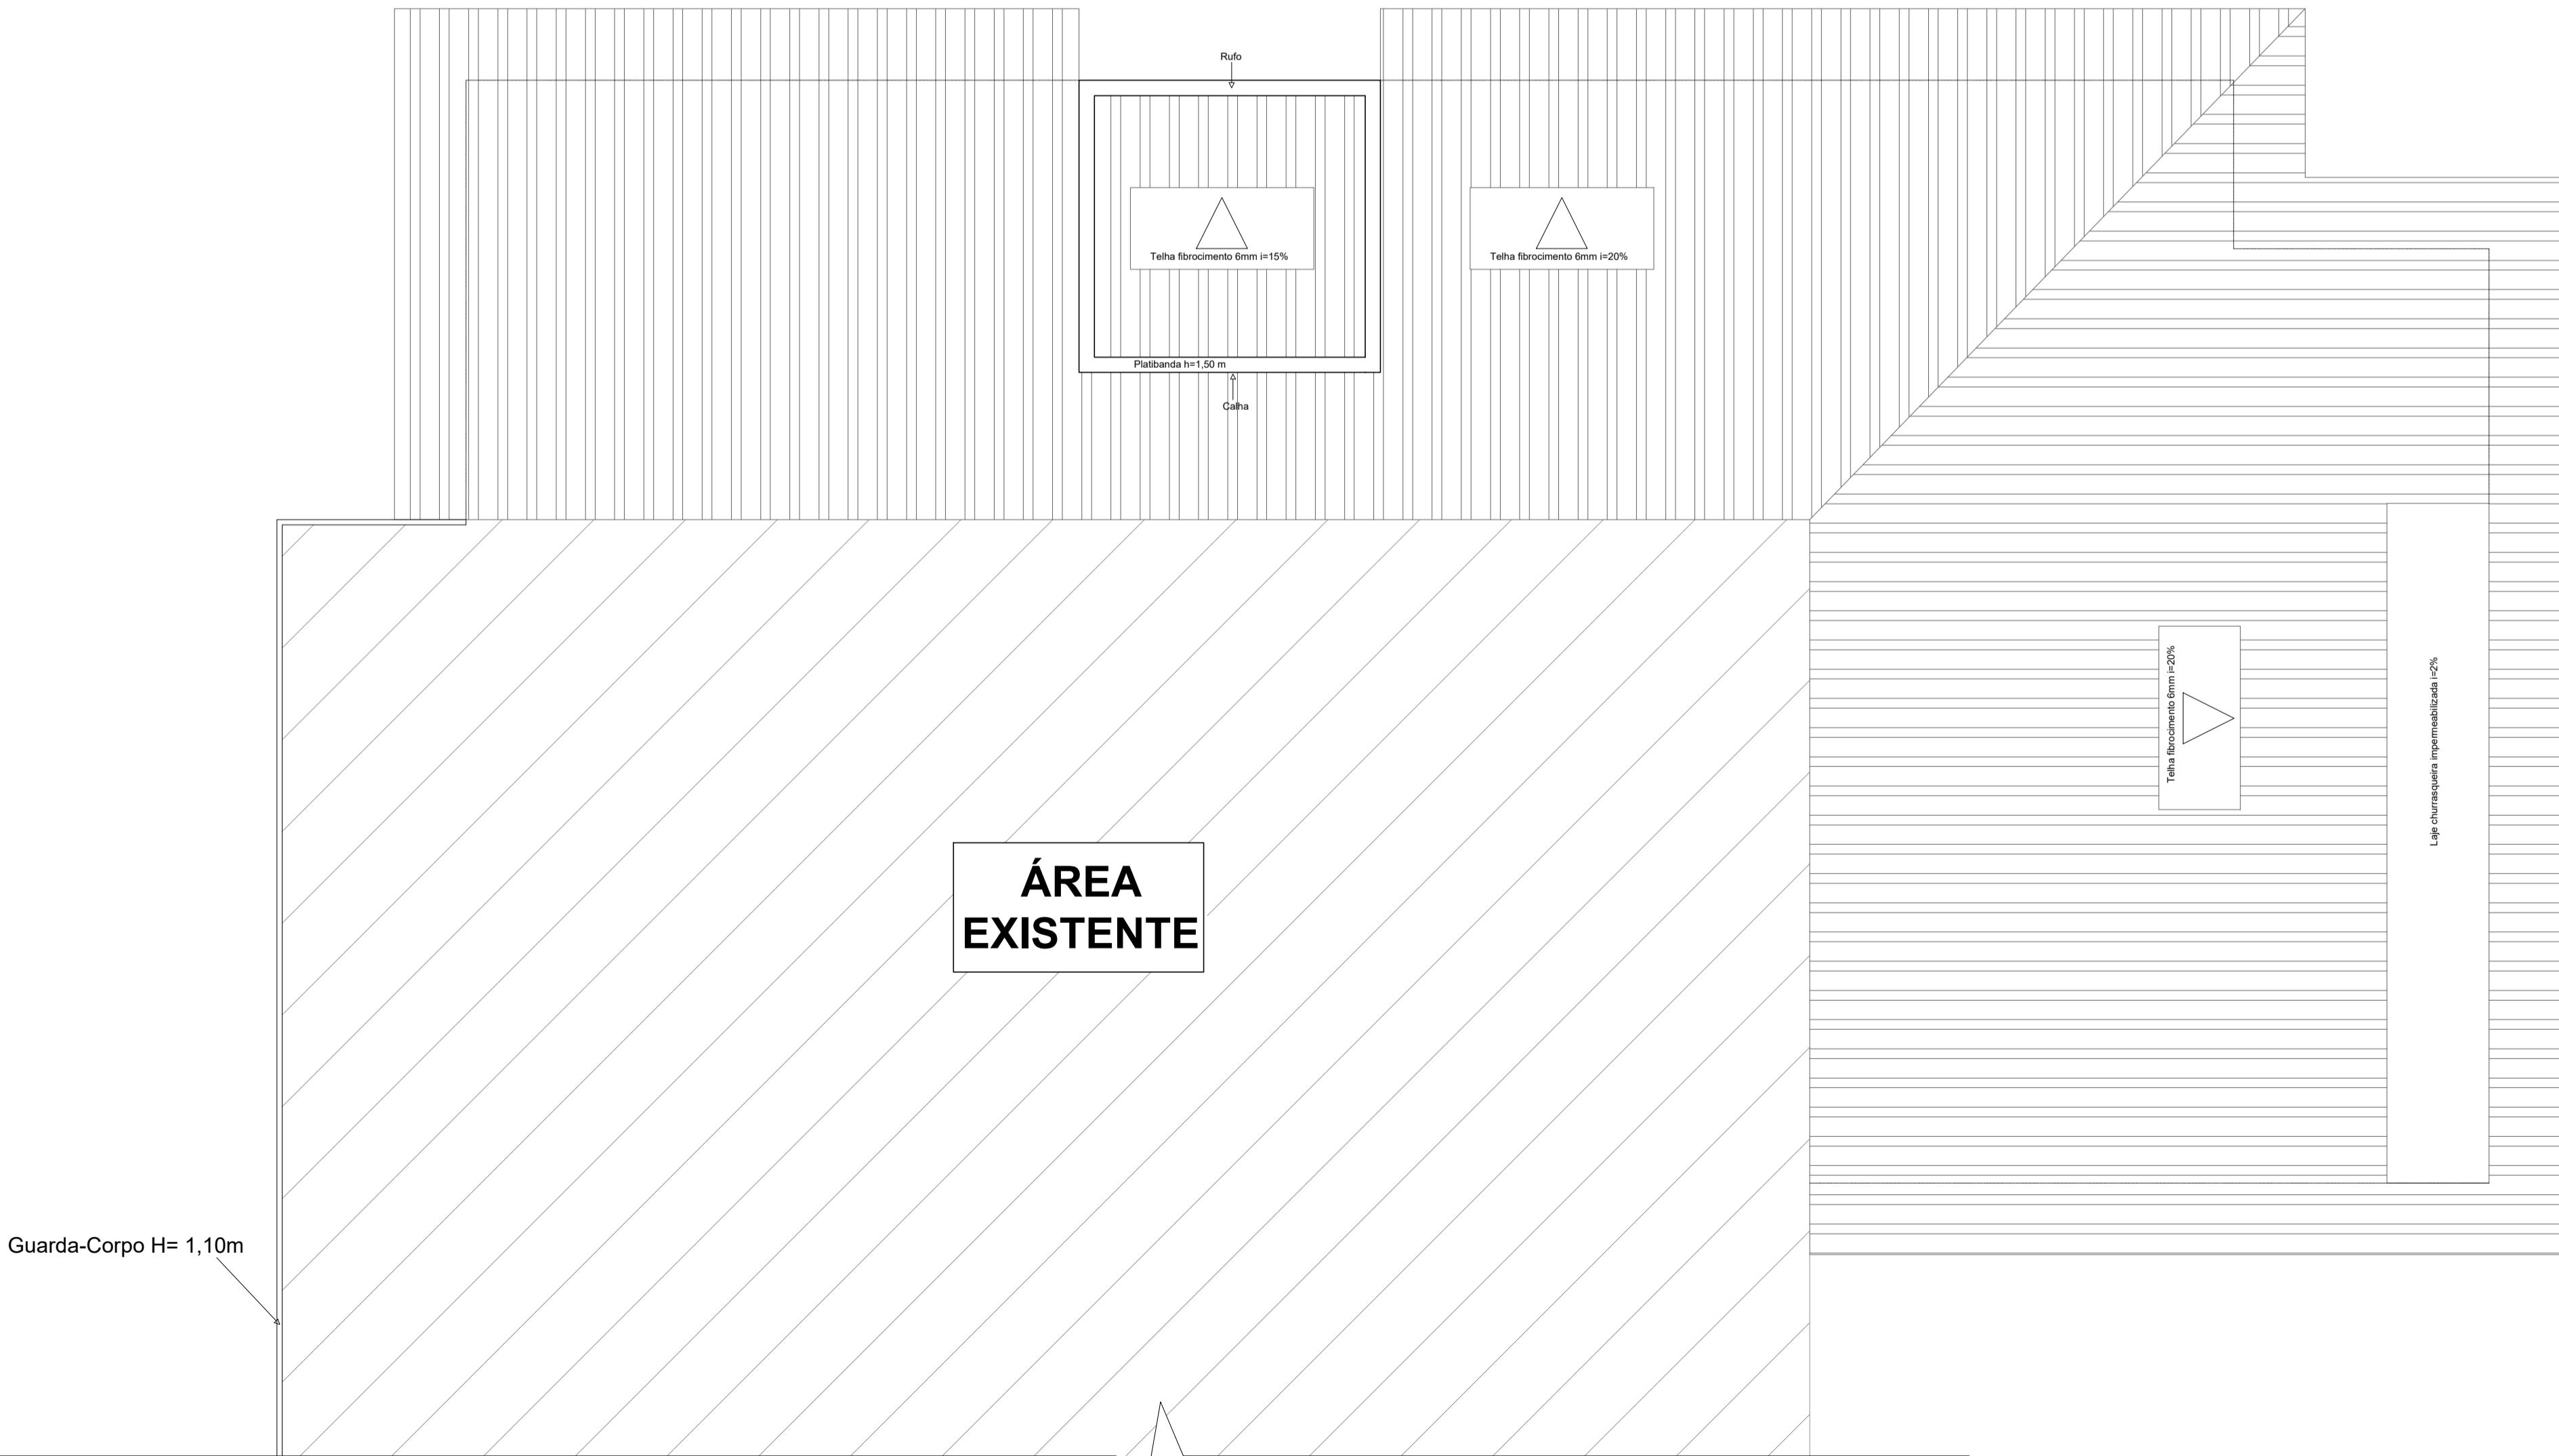 Rufo
Telha fibrocimento 6mm i=15%
Telha fibrocimento 6mm i=20%
Platibanda h=1,50 m
Calha
Telha fibrocimento 6mm i=20%
Laje churrasqueira impermeabilizada i=2%
ÁREA
EXISTENTE
Guarda-Corpo H= 1,10m